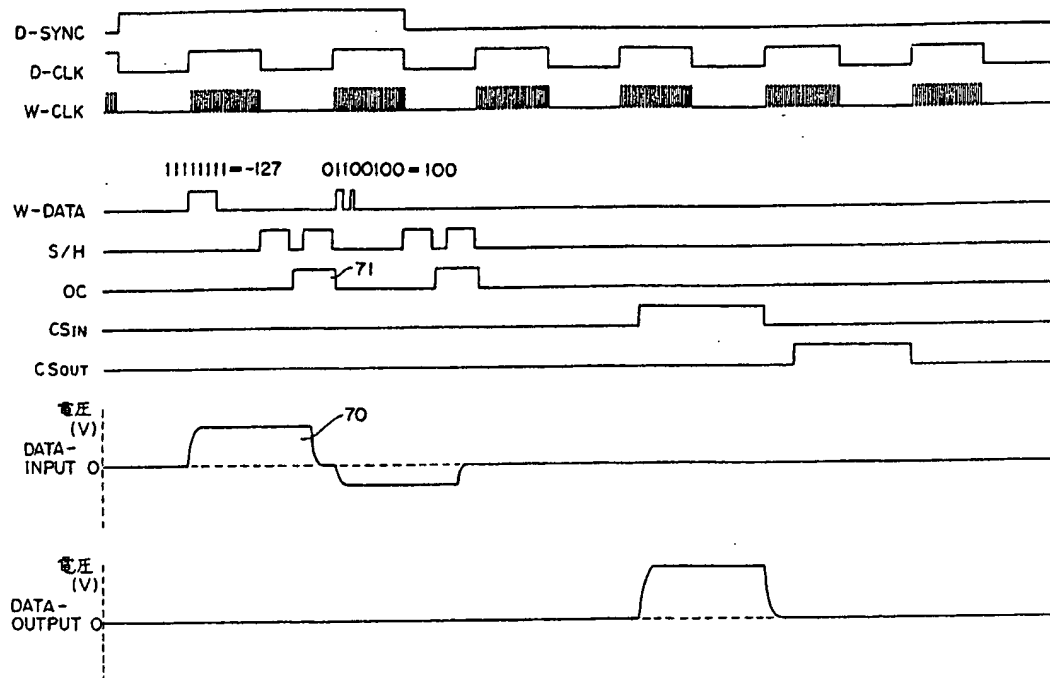 D-SYNC
D-CLK
W-CLK
11111111=-127 01100100=100
W-DATA
S/H
71
OC
CSIN
CSOUT
電圧
(V)
70
DATA-
INPUT 0
電圧
(V)
DATA-
OUTPUT 0